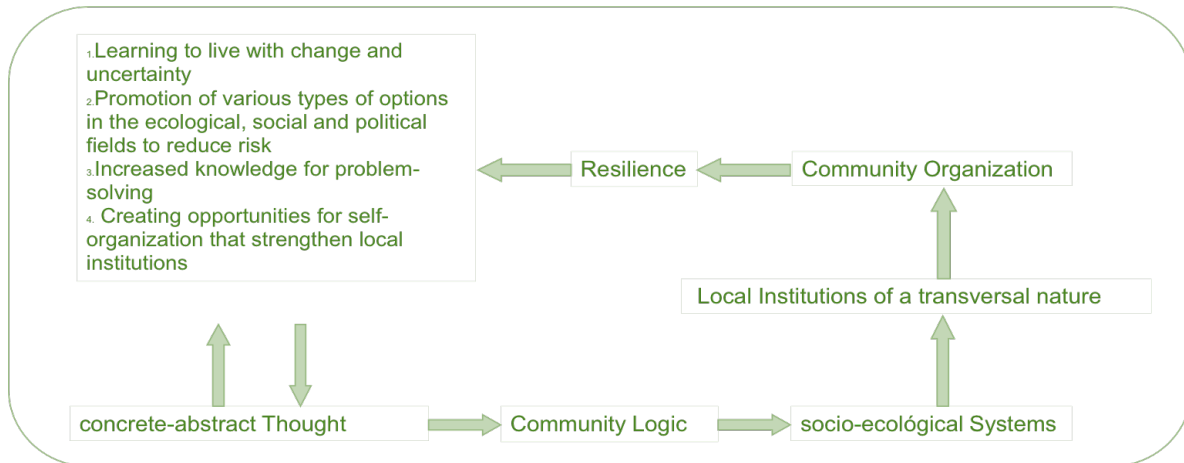 1.Learning to live with change and
uncertainty
2.Promotion of various types of options
in the ecological, social and political
fields to reduce risk
3.Increased knowledge for problem-
solving
4. Creating opportunities for self-
organization that strengthen local
institutions
Resilience
Community Organization
Local Institutions of a transversal nature
concrete-abstract Thought
Community Logic
socio-ecológical Systems